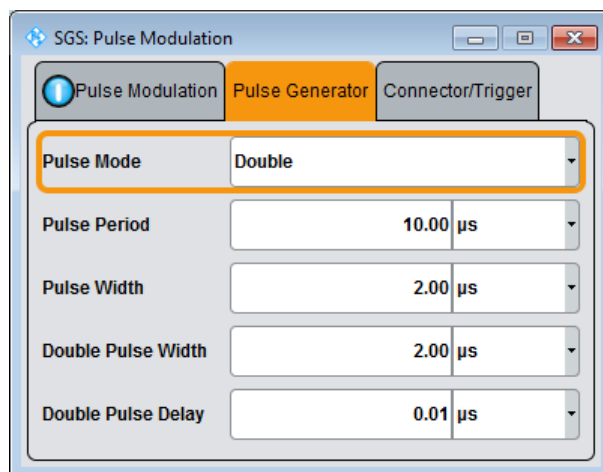 SGS: Pulse Modulation
Pulse Modulation Pulse Generator Connector/Trigger
Pulse Mode Double
Pulse Period 10.00 µs
Pulse Width 2.00 µs
Double Pulse Width 2.00 µs
Double Pulse Delay 0.01 µs